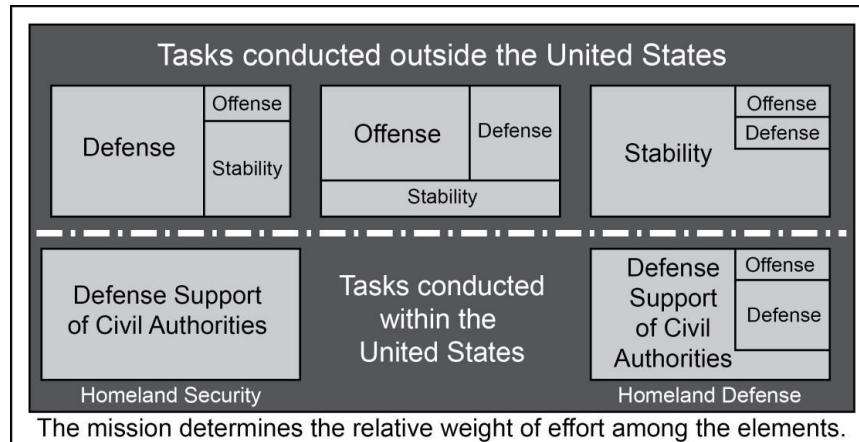 Tasks conducted outside the United States
Defense
Offense
Stability
Offense
Defense
Stability
Stability
Offense
Defense
Defense Support
of Civil Authorities
Homeland Security
Tasks conducted
within the
United States
Defense
Support
of Civil
Authorities
Offense
Defense
Homeland Defense
The mission determines the relative weight of effort among the elements.